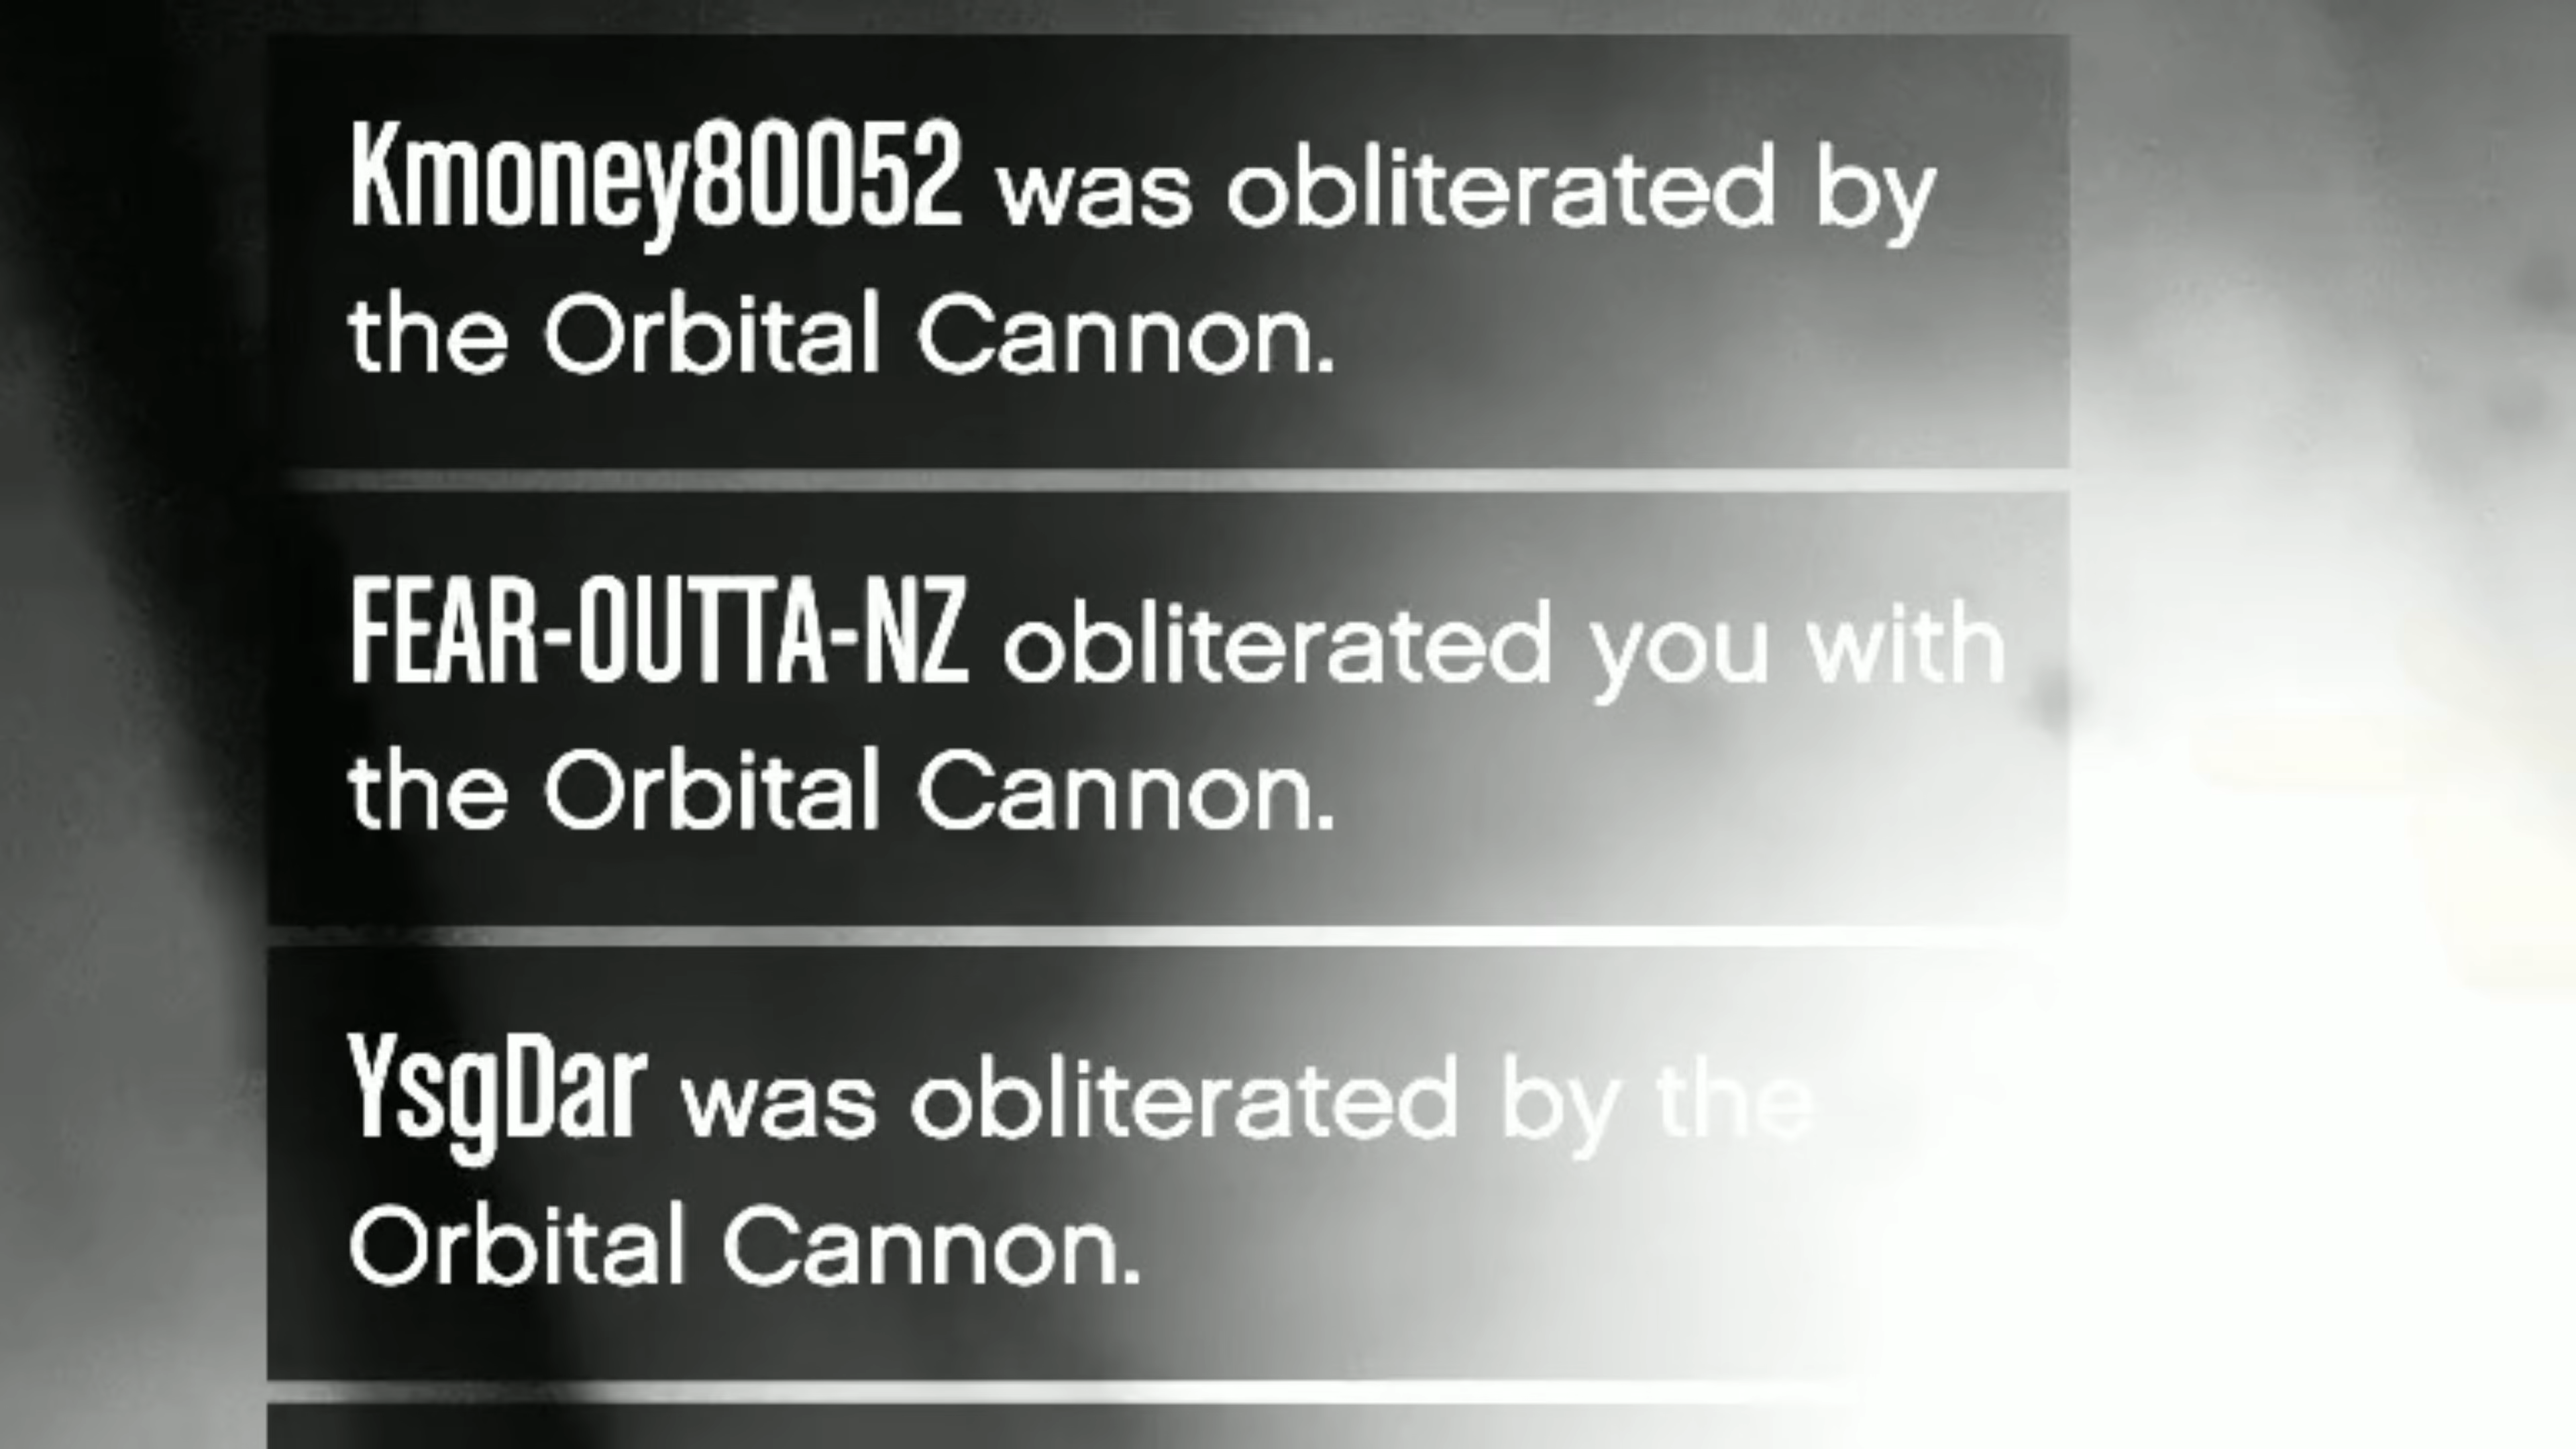 Kmoney80052 was obliterated by
the Orbital Cannon.
FEAR-OUTTA-NZ obliterated you with
the Orbital Cannon.
YsgDar was obliterated by the
Orbital Cannon.